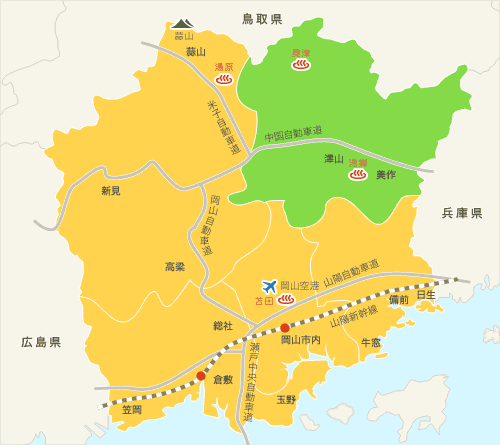 鳥取県
蒜山
蒜山
湯原
奥津
米子自動車道
中国自動車道
津山
湯郷
美作
新見
岡山自動車道
兵庫県
高梁
岡山空港
山陽自動車道
苫田
備前
日生
総社
山陽新幹線
岡山市内
牛窓
広島県
瀬戸中央自動車道
倉敷
玉野
笠岡